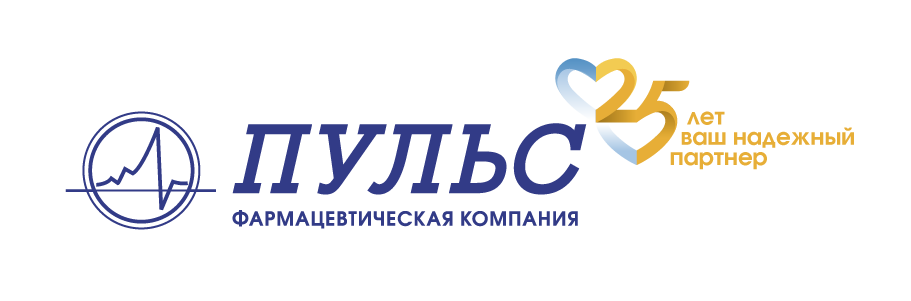 ПУЛЬС
ФАРМАЦЕВТИЧЕСКАЯ КОМПАНИЯ
25
лет
ваш надежный
партнер